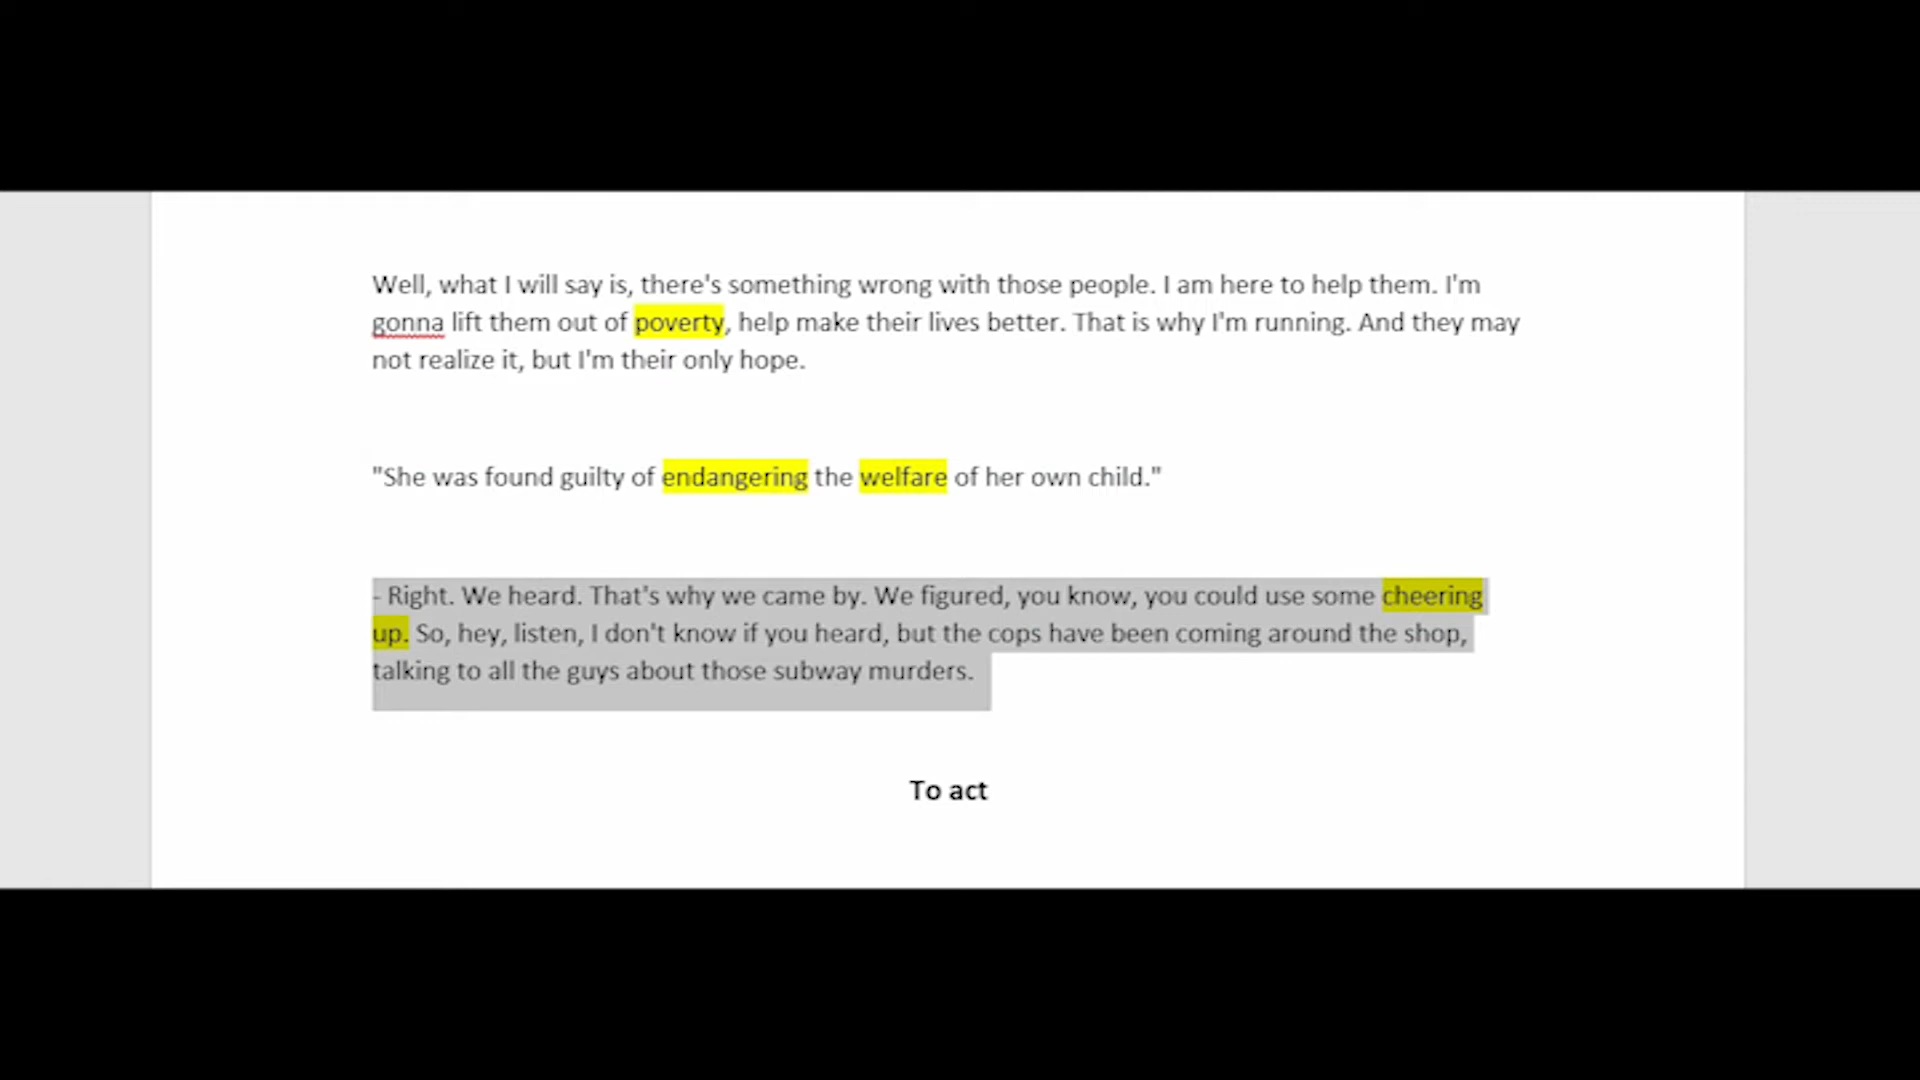 Well, what I will say is, there's something wrong with those people. I am here to help them. I'm
gonna lift them out of poverty, help make their lives better. That is why I'm running. And they may
not realize it, but I'm their only hope.
"She was found guilty of endangering the welfare of her own child."
- Right. We heard. That's why we came by. We figured, you know, you could use some cheering
up. So, hey, listen, I don't know if you heard, but the cops have been coming around the shop,
talking to all the guys about those subway murders.
To act